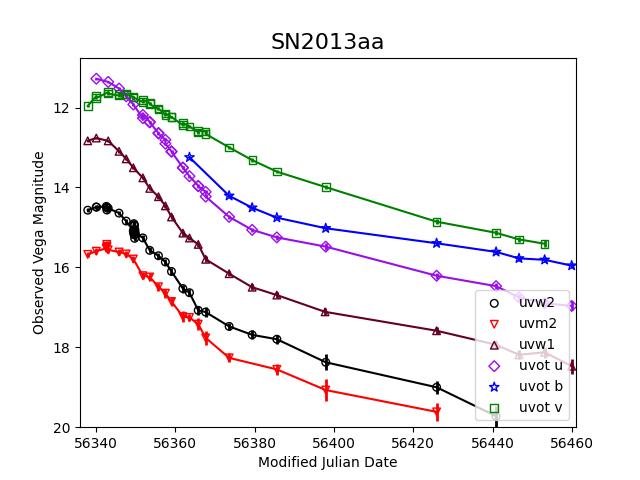 SN2013aa
Observed Vega Magnitude
12
14
16
18
20
56340 56360 56380 56400 56420 56440 56460
Modified Julian Date
uvw2
uvm2
uvw1
uvot u
uvot b
uvot v